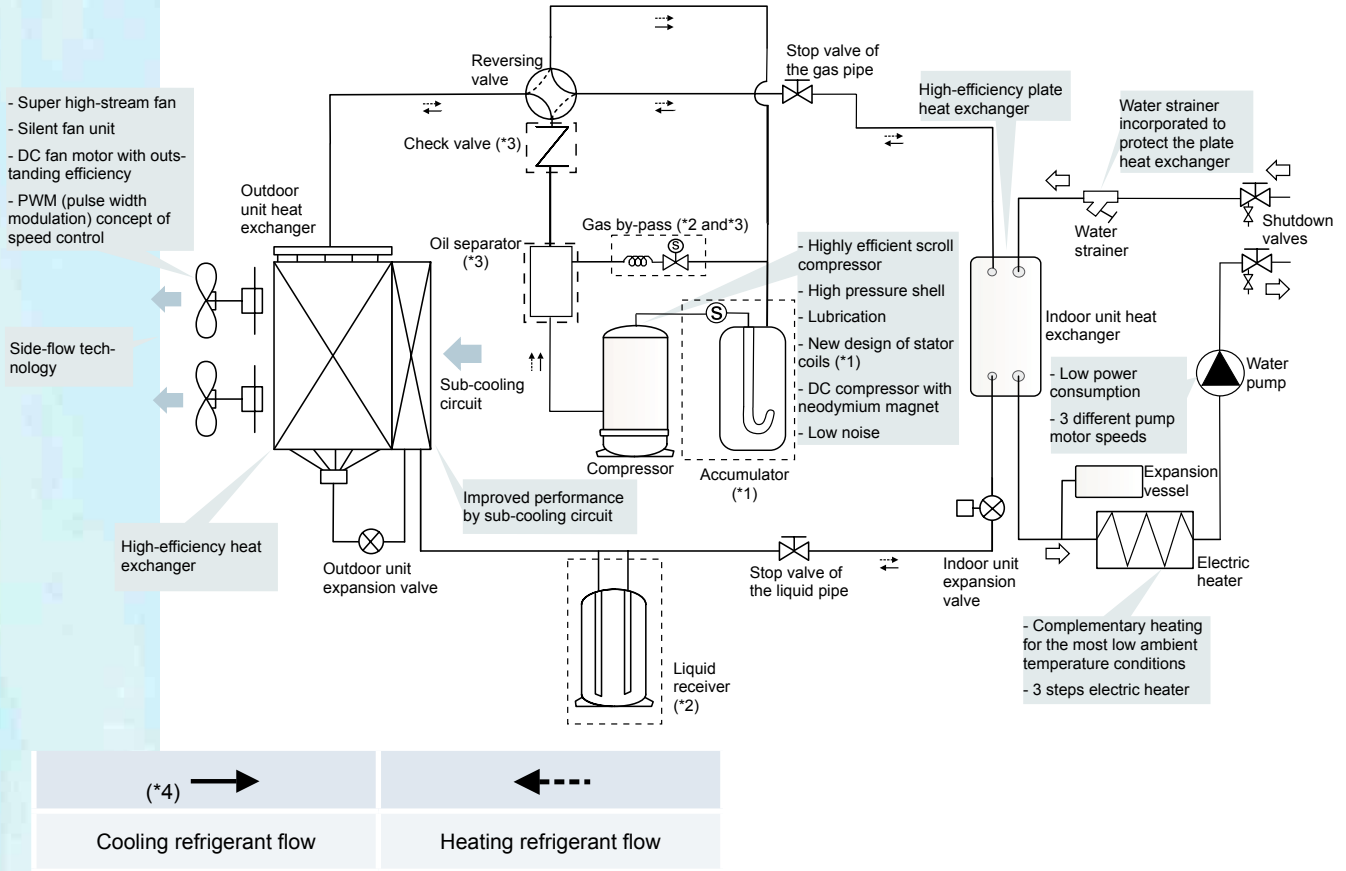 Reversing
valve
Stop valve of
the gas pipe
High-efficiency plate
heat exchanger
Water strainer
incorporated to
protect the plate
heat exchanger
- Super high-stream fan
- Silent fan unit
- DC fan motor with outs-
tanding efficiency
- PWM (pulse width
modulation) concept of
speed control
Check valve (*3)
Outdoor
unit heat
exchanger
Oil separator
(*3)
Gas by-pass (*2 and*3)
S
Water
strainer
Shutdown
valves
- Highly efficient scroll
compressor
- High pressure shell
- Lubrication
- New design of stator
coils (*1)
- DC compressor with
neodymium magnet
- Low noise
S
Indoor unit heat
exchanger
Side-flow tech-
nology
Sub-cooling
circuit
Water
pump
- Low power
consumption
- 3 different pump
motor speeds
Compressor
Accumulator
(*1)
Expansion
vessel
Improved performance
by sub-cooling circuit
High-efficiency heat
exchanger
Outdoor unit
expansion valve
Stop valve of
the liquid pipe
Indoor unit
expansion
valve
Electric
heater
- Complementary heating
for the most low ambient
temperature conditions
- 3 steps electric heater
Liquid
receiver
(*2)
(*4)
Cooling refrigerant flow
Heating refrigerant flow